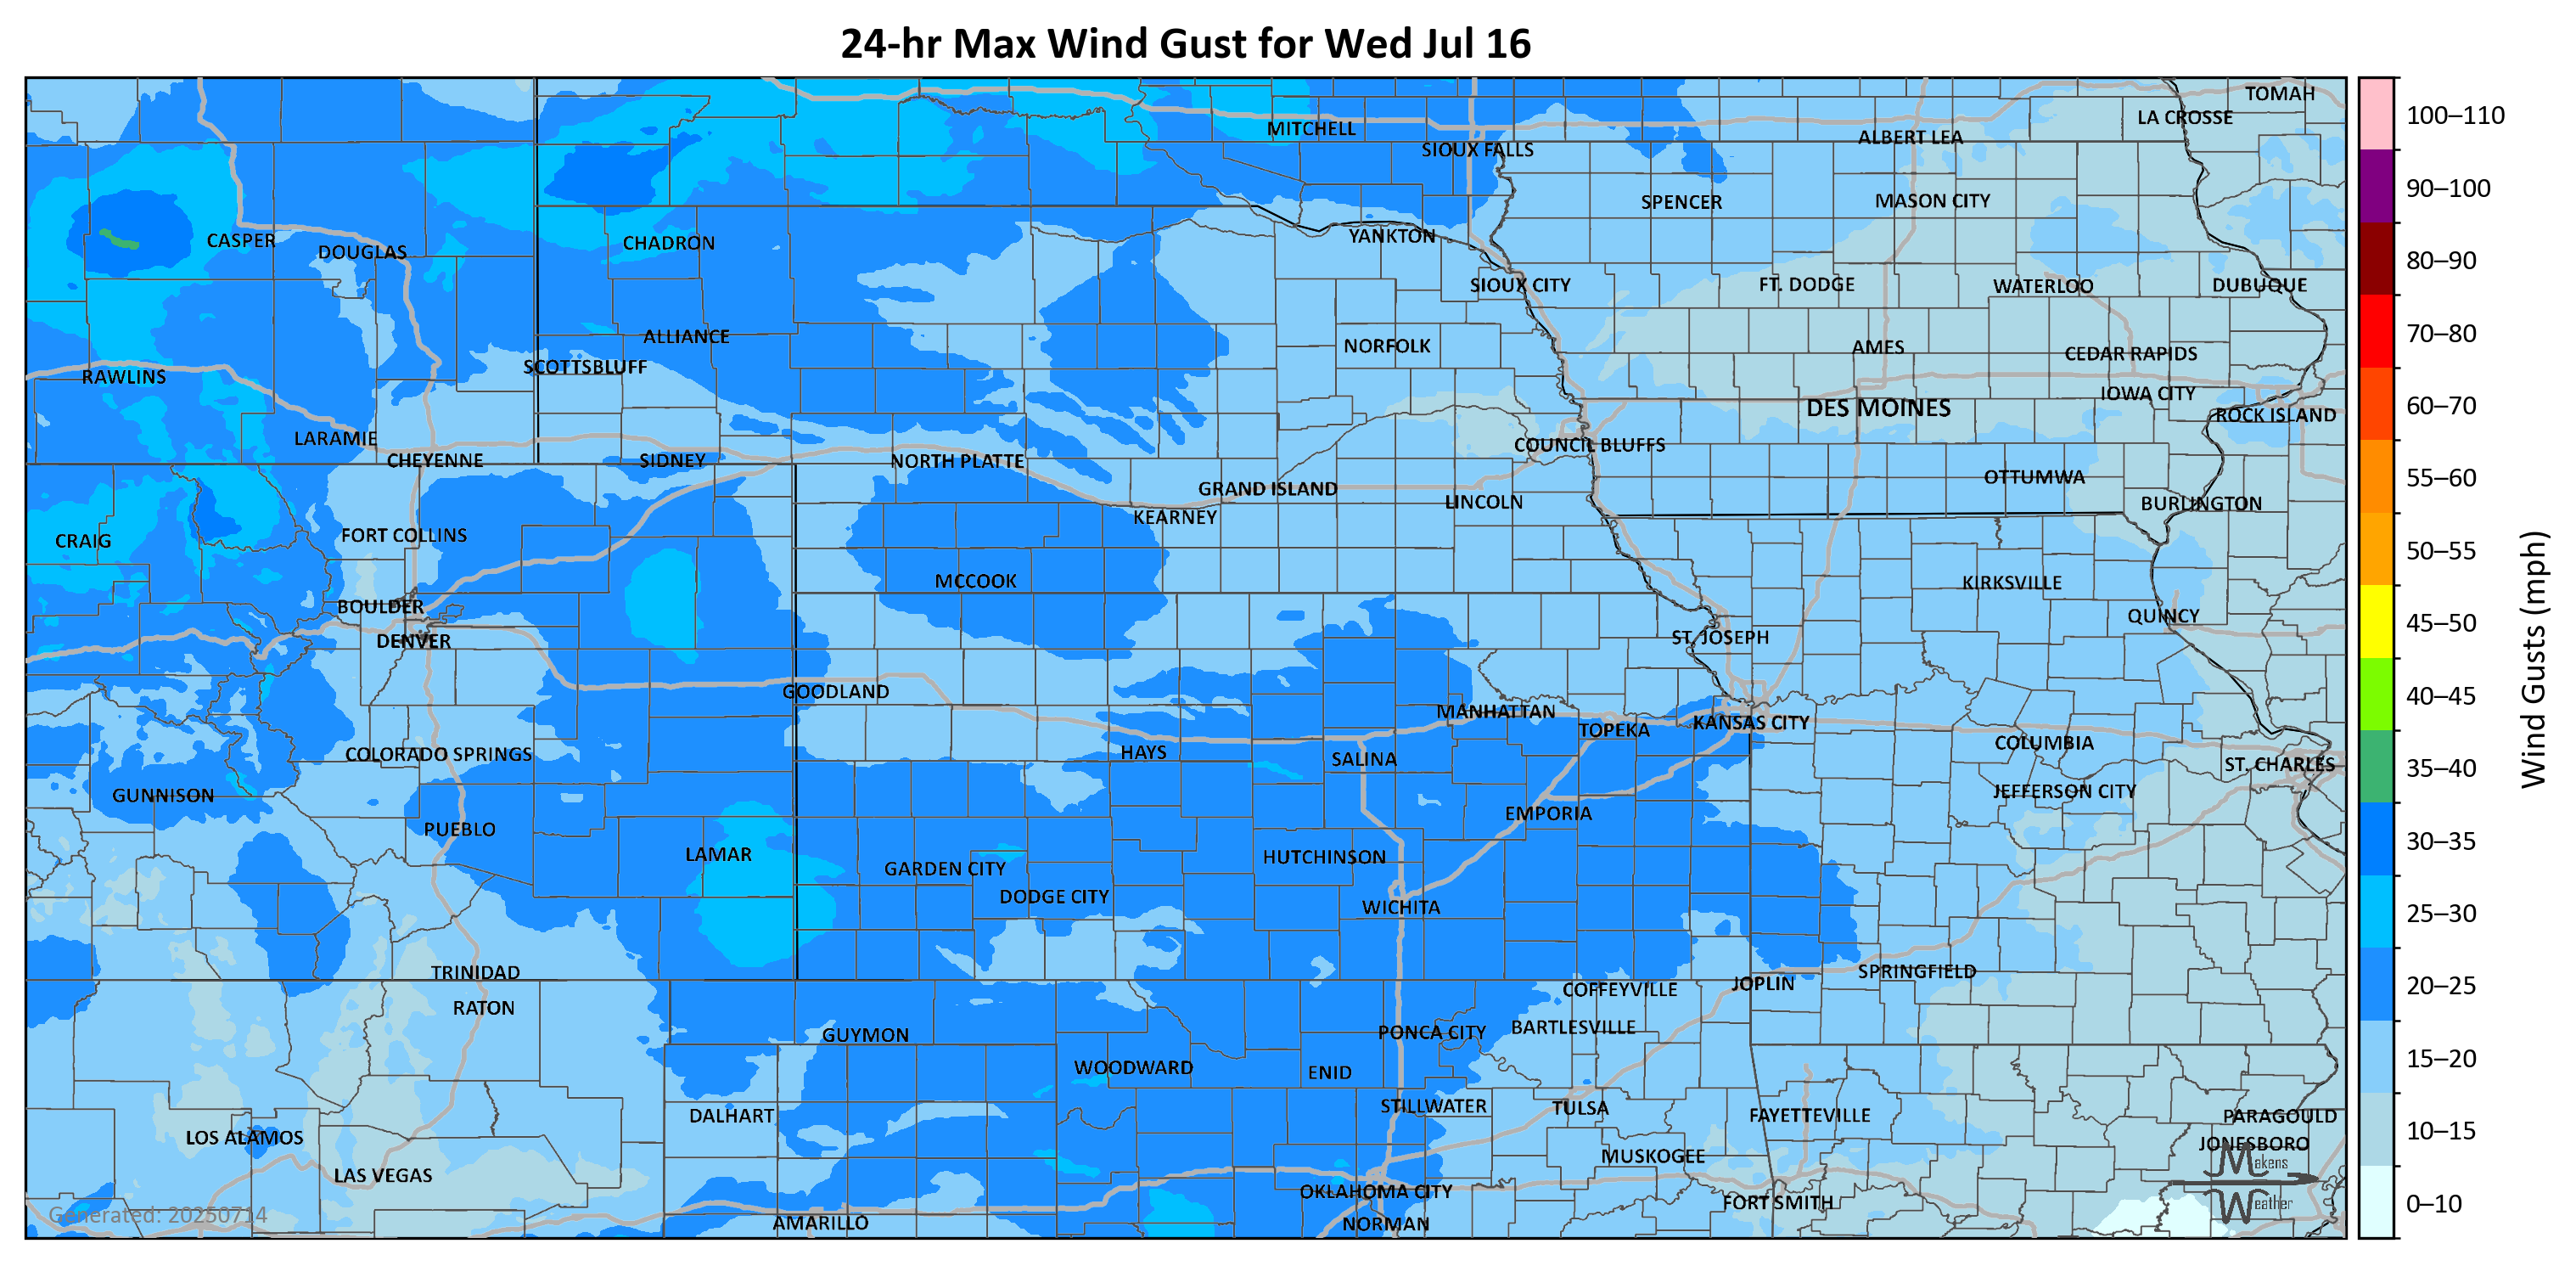 24-hr Max Wind Gust for Wed Jul 16
TOMAH
LA CROSSE
MITCHELL
ALBERT LEA
SIOUX FALLS
SPENCER
MASON CITY
CASPER
DOUGLAS
CHADRON
YANKTON
SIOUX CITY
FT. DODGE
WATERLOO
DUBUQUE
ALLIANCE
NORFOLK
AMES
CEDAR RAPIDS
SCOTTSBLUFF
RAWLINS
IOWA CITY
DES MOINES
ROCK ISLAND
LARAMIE
COUNCIL BLUFFS
CHEYENNE
SIDNEY
NORTH PLATTE
OTTUMWA
GRAND ISLAND
LINCOLN
BURLINGTON
KEARNEY
CRAIG
FORT COLLINS
MCCOOK
KIRKSVILLE
BOULDER
QUINCY
DENVER
ST. JOSEPH
GOODLAND
MANHATTAN
TOPEKA
KANSAS CITY
COLORADO SPRINGS
HAYS
SALINA
COLUMBIA
ST. CHARLES
GUNNISON
JEFFERSON CITY
EMPORIA
PUEBLO
LAMAR
GARDEN CITY
HUTCHINSON
DODGE CITY
WICHITA
TRINIDAD
SPRINGFIELD
JOPLIN
COFFEYVILLE
RATON
GUYMON
PONCA CITY
BARTLESVILLE
WOODWARD
ENID
DALHART
STILLWATER
TULSA
FAYETTEVILLE
PARAGOULD
LOS ALAMOS
JONESBORO
LAS VEGAS
MUSKOGEE
OKLAHOMA CITY
FORT SMITH
AMARILLO
NORMAN
Makens
Weather
Generated: 20250714
100–110
90–100
80–90
70–80
60–70
55–60
50–55
45–50
40–45
35–40
30–35
25–30
20–25
15–20
10–15
0–10
Wind Gusts (mph)